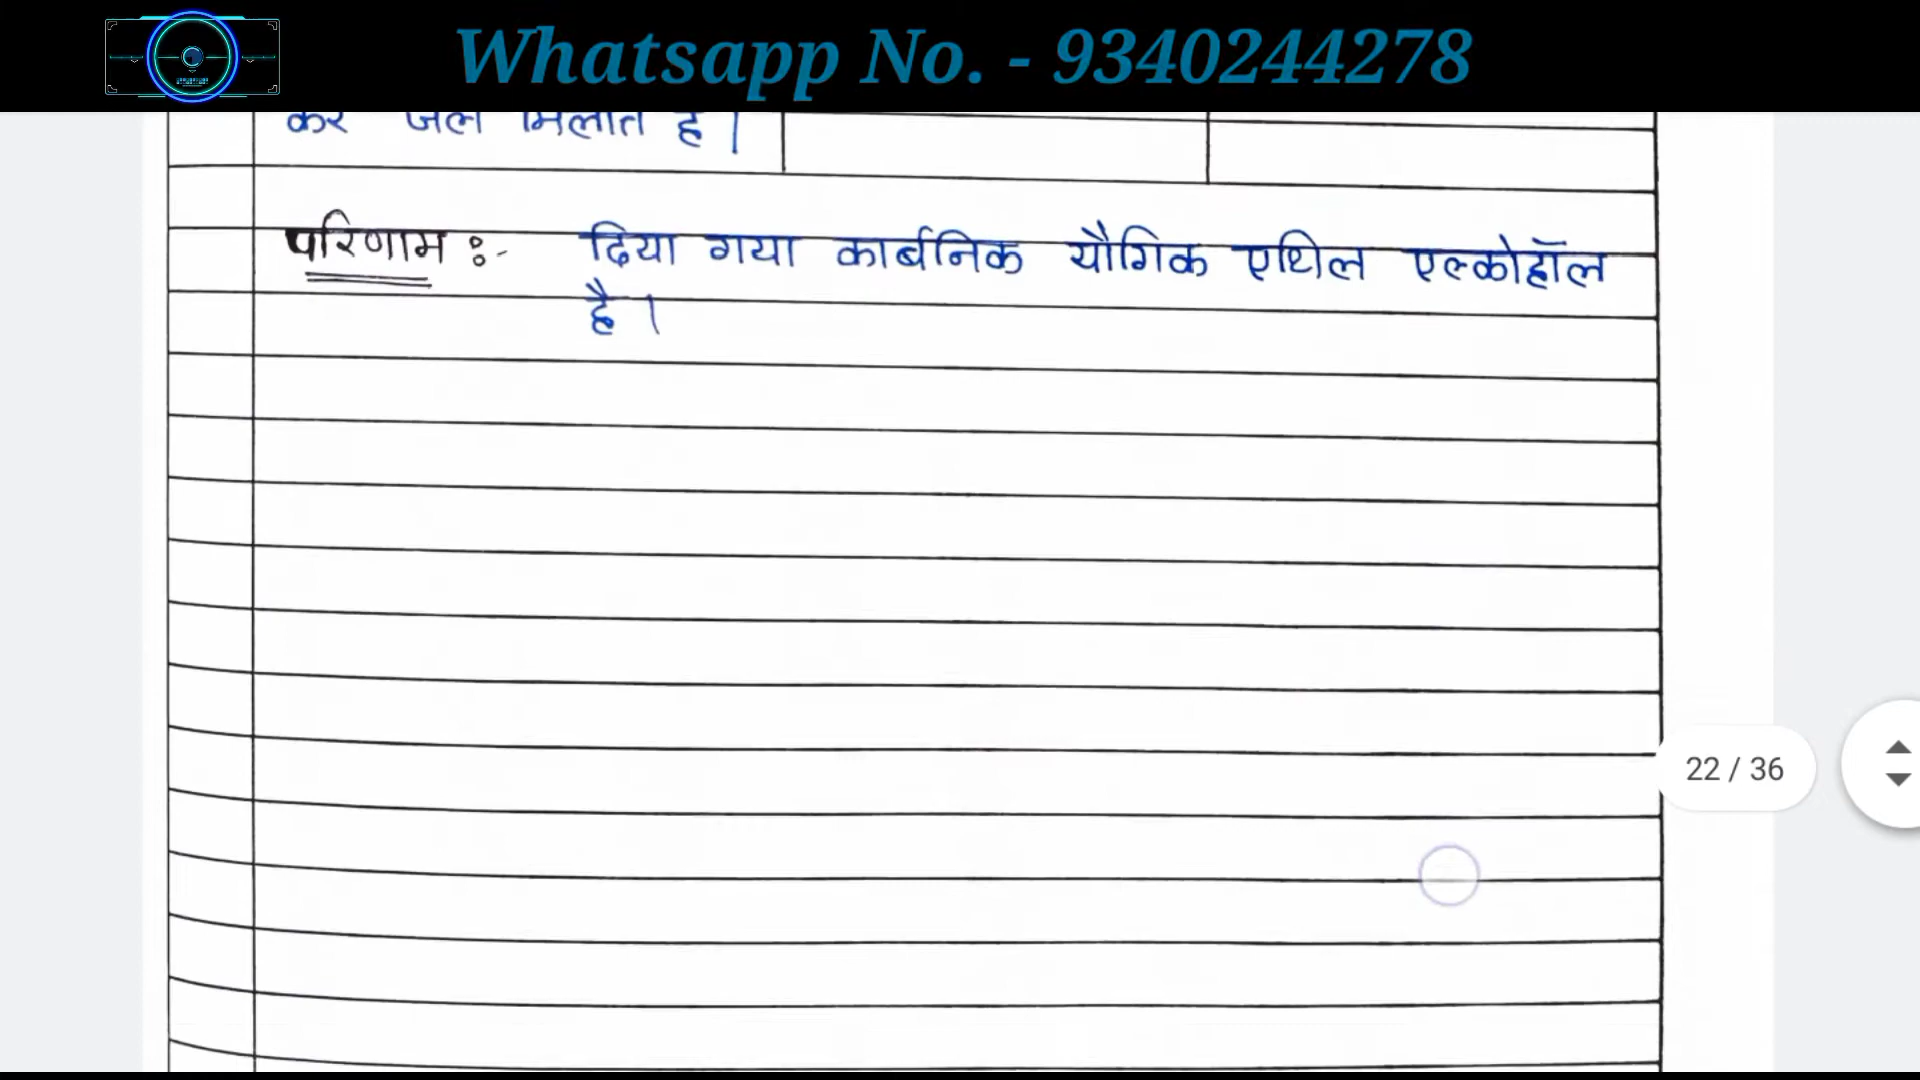 Whatsapp No. - 9340244278
कर जल मिलाते है।
परिणाम :- दिया गया कार्बनिक यौगिक एथिल एल्कोहॉल
है।
22 / 36